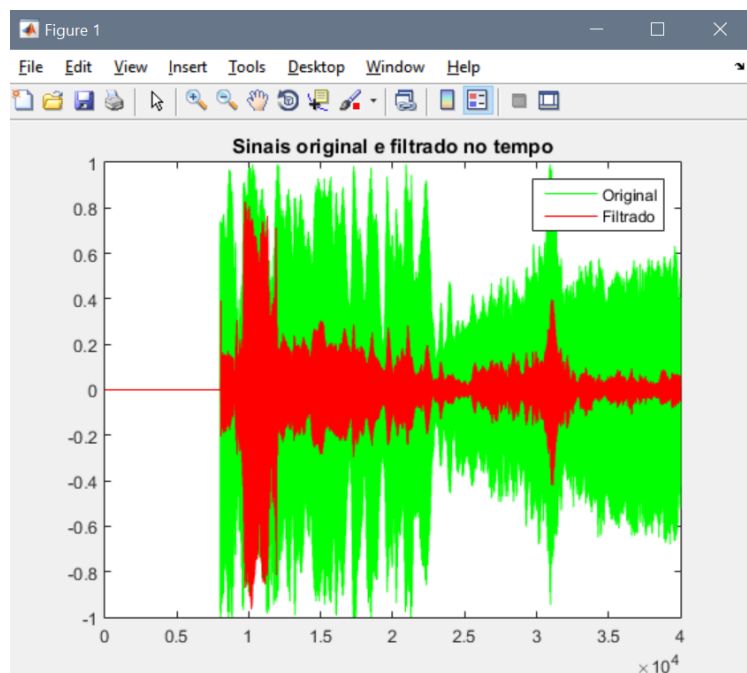 Figure 1
File Edit View Insert Tools Desktop Window Help
Sinais original e filtrado no tempo
Original
Filtrado
1
0.8
0.6
0.4
0.2
0
-0.2
-0.4
-0.6
-0.8
-1
0 0.5 1 1.5 2 2.5 3 3.5 4
×10⁴